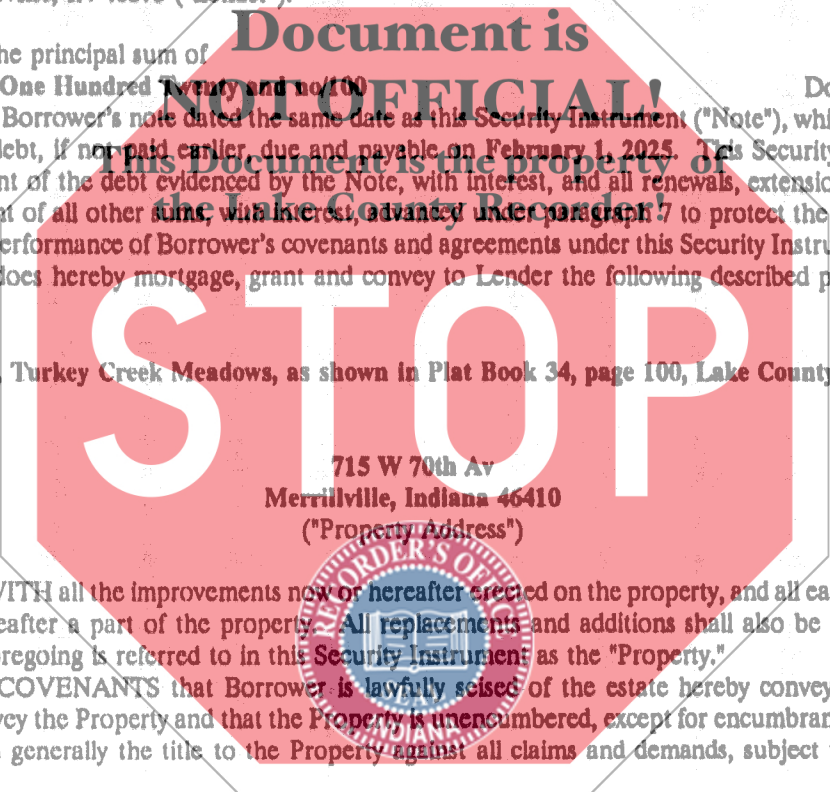 Document is
he principal sum of
NOT OFFICIAL!
One Hundred Twenty and no/100
Borrower's note dated the same date as this Security Instrument ("Note"), whi
ebt, if not paid earlier, due and payable on February 1, 2025. This Security
This Document is the property of
nt of the debt evidenced by the Note, with interest, and all renewals, extensio
the Lake County Recorder!
nt of all other sums, with interest, advanced under paragraph 7 to protect the
erformance of Borrower's covenants and agreements under this Security Instru
does hereby mortgage, grant and convey to Lender the following described p
STOP
Turkey Creek Meadows, as shown in Plat Book 34, page 100, Lake County
715 W 70th Av
Merrillville, Indiana 46410
("Property Address")
RECORDER'S OFFICE
WITH all the improvements now or hereafter erected on the property, and all ea
eafter a part of the property. All replacements and additions shall also be
regoing is referred to in this Security Instrument as the "Property."
COVENANTS that Borrower is lawfully seised of the estate hereby convey
vey the Property and that the Property is unencumbered, except for encumbran
INDIANA
generally the title to the Property against all claims and demands, subject